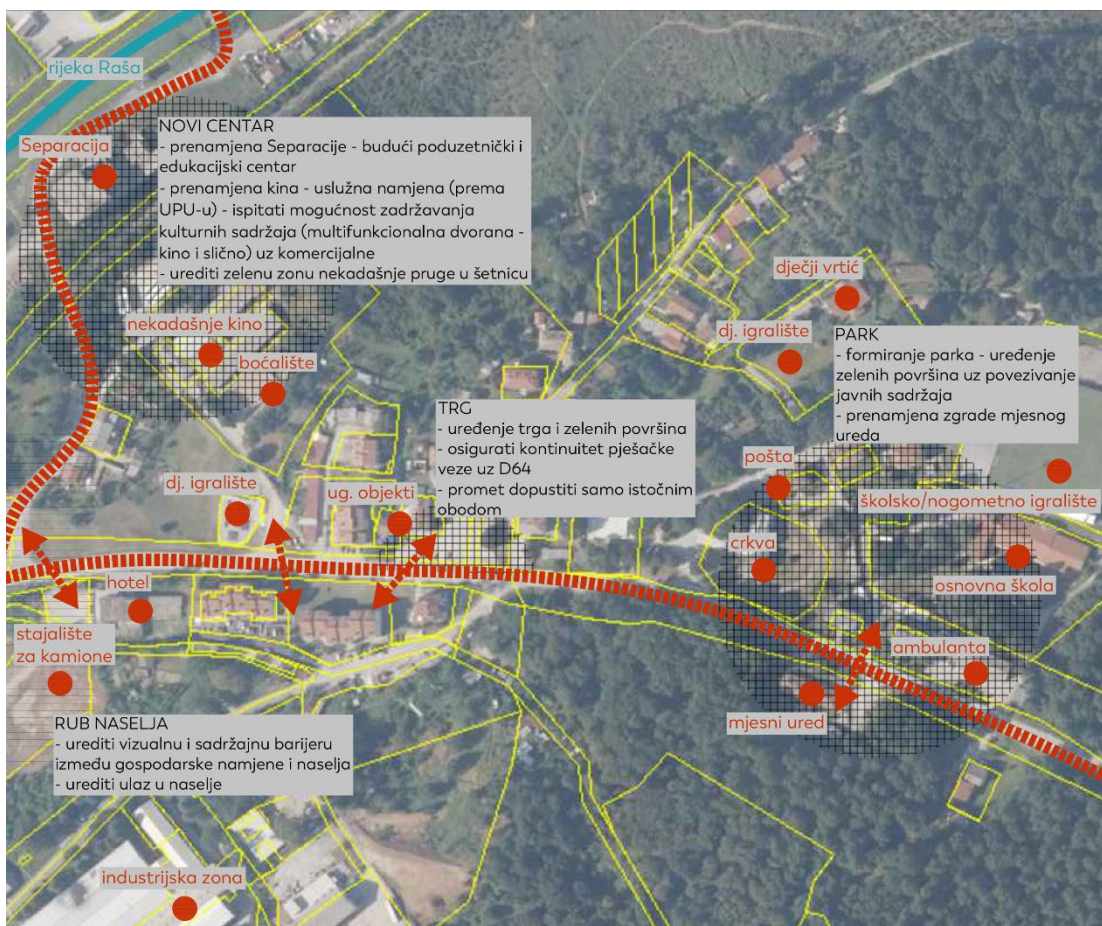 rijeka Raša
Separacija
NOVI CENTAR
- prenamjena Separacije - budući poduzetnički i
edukacijski centar
- prenamjena kina - uslužna namjena (prema
UPU-u) - ispitati mogućnost zadržavanja
kulturnih sadržaja (multifunkcionalna dvorana -
kino i slično) uz komercijalne
- urediti zelenu zonu nekadašnje pruge u šetnicu
nekadašnje kino
boćalište
dječji vrtić
dj. igralište
PARK
- formiranje parka - uređenje
zelenih površina uz povezivanje
javnih sadržaja
- prenamjena zgrade mjesnog
ureda
TRG
- uređenje trga i zelenih površina
- osigurati kontinuitet pješačke
veze uz D64
- promet dopustiti samo istočnim
obodom
dj. igralište
ug. objekti
pošta
školsko/nogometno igralište
crkva
osnovna škola
hotel
stajalište
za kamione
ambulanta
mjesni ured
RUB NASELJA
- urediti vizualnu i sadržajnu barijeru
između gospodarske namjene i naselja
- urediti ulaz u naselje
industrijska zona